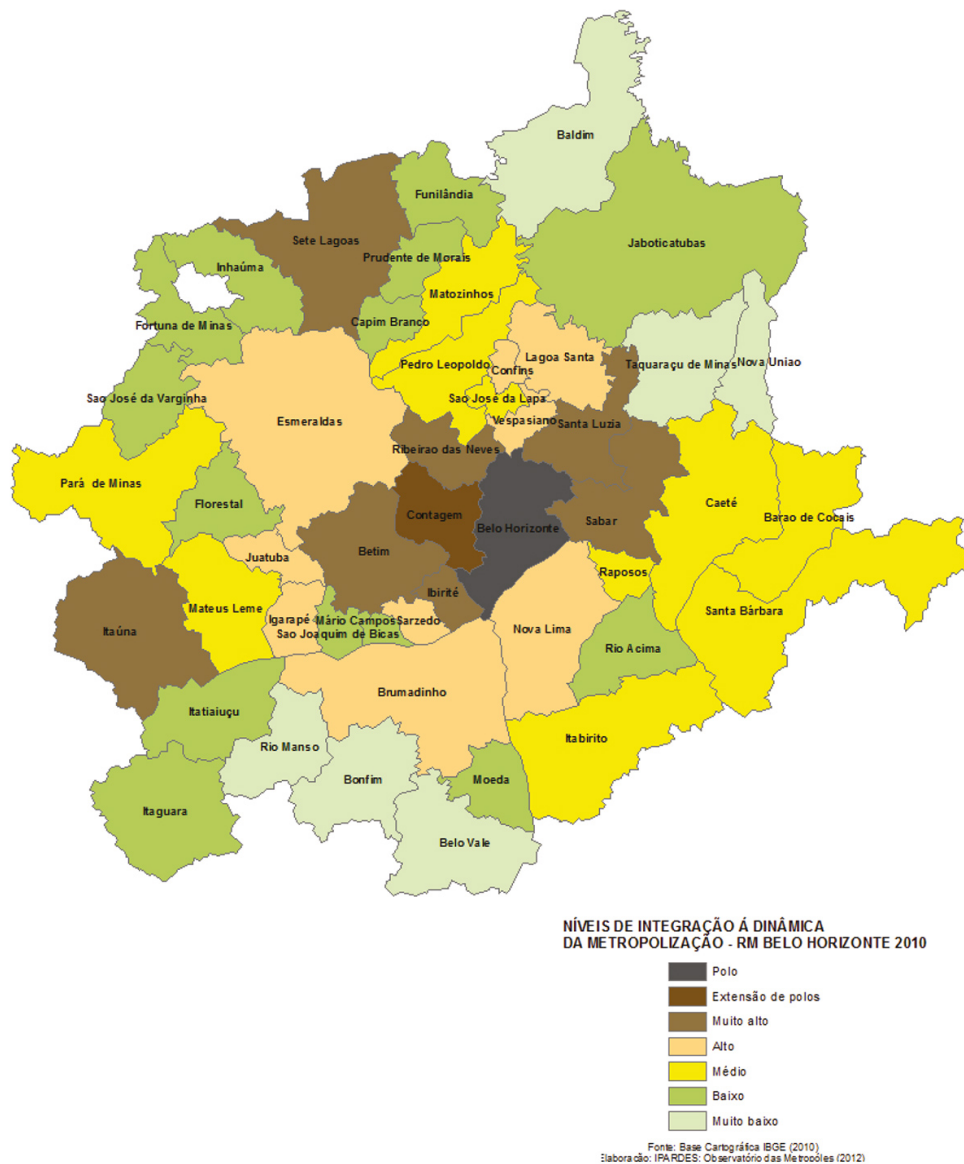 Baldim
Funilândia
Sete Lagoas
Jaboticatubas
Prudente de Morais
Inhaúma
Matozinhos
Capim Branco
Fortuna de Minas
Lagoa Santa
Nova Uniao
Pedro Leopoldo
Taquaraçu de Minas
Confins
Sao José da Varginha
Sao José da Lapa
Esmeraldas
Vespasiano
Santa Luzia
Ribeirao das Neves
Pará de Minas
Florestal
Caeté
Contagem
Barao de Cocais
Belo Horizonte
Sabar
Betim
Juatuba
Raposos
Ibirité
Mateus Leme
Santa Bárbara
Igarapé
Mário Campos
Sarzedo
Itaúna
Nova Lima
Sao Joaquim de Bicas
Rio Acima
Brumadinho
Itatiaiuçu
Itabirito
Rio Manso
Bonfim
Moeda
Itaguara
Belo Vale
NÍVEIS DE INTEGRAÇÃO Á DINÂMICA
DA METROPOLIZAÇÃO - RM BELO HORIZONTE 2010
Polo
Extensão de polos
Muito alto
Alto
Médio
Baixo
Muito baixo
Fonte: Base Cartográfica IBGE (2010)
Elaboração: IPARDES: Observatório das Metropóles (2012)